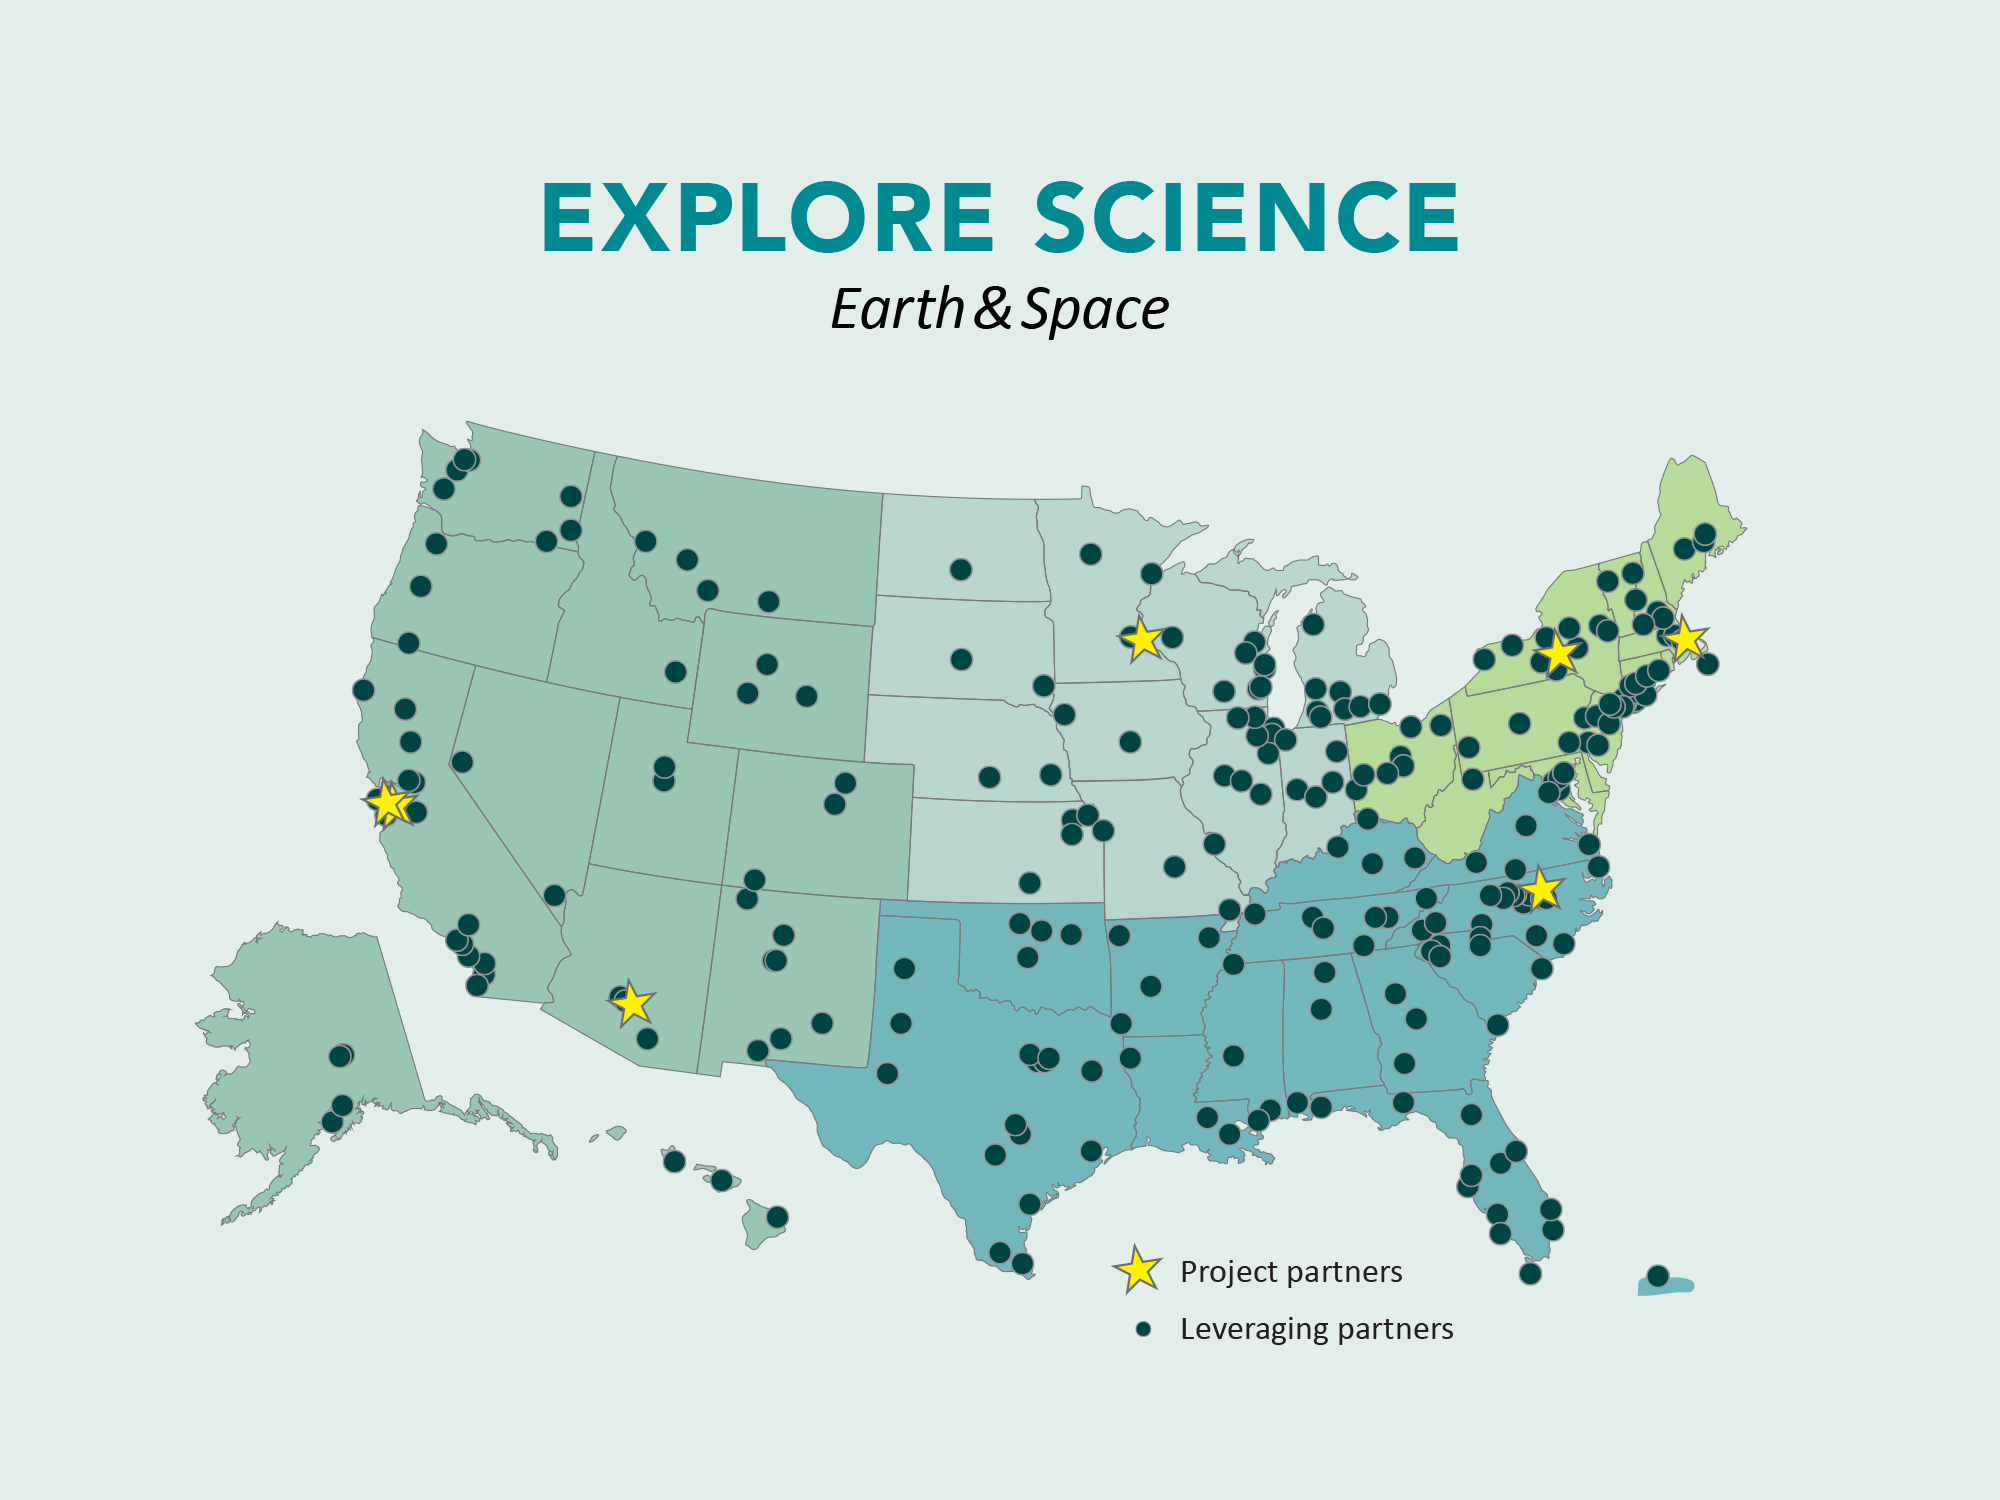 EXPLORE SCIENCE
Earth & Space
Project partners
Leveraging partners